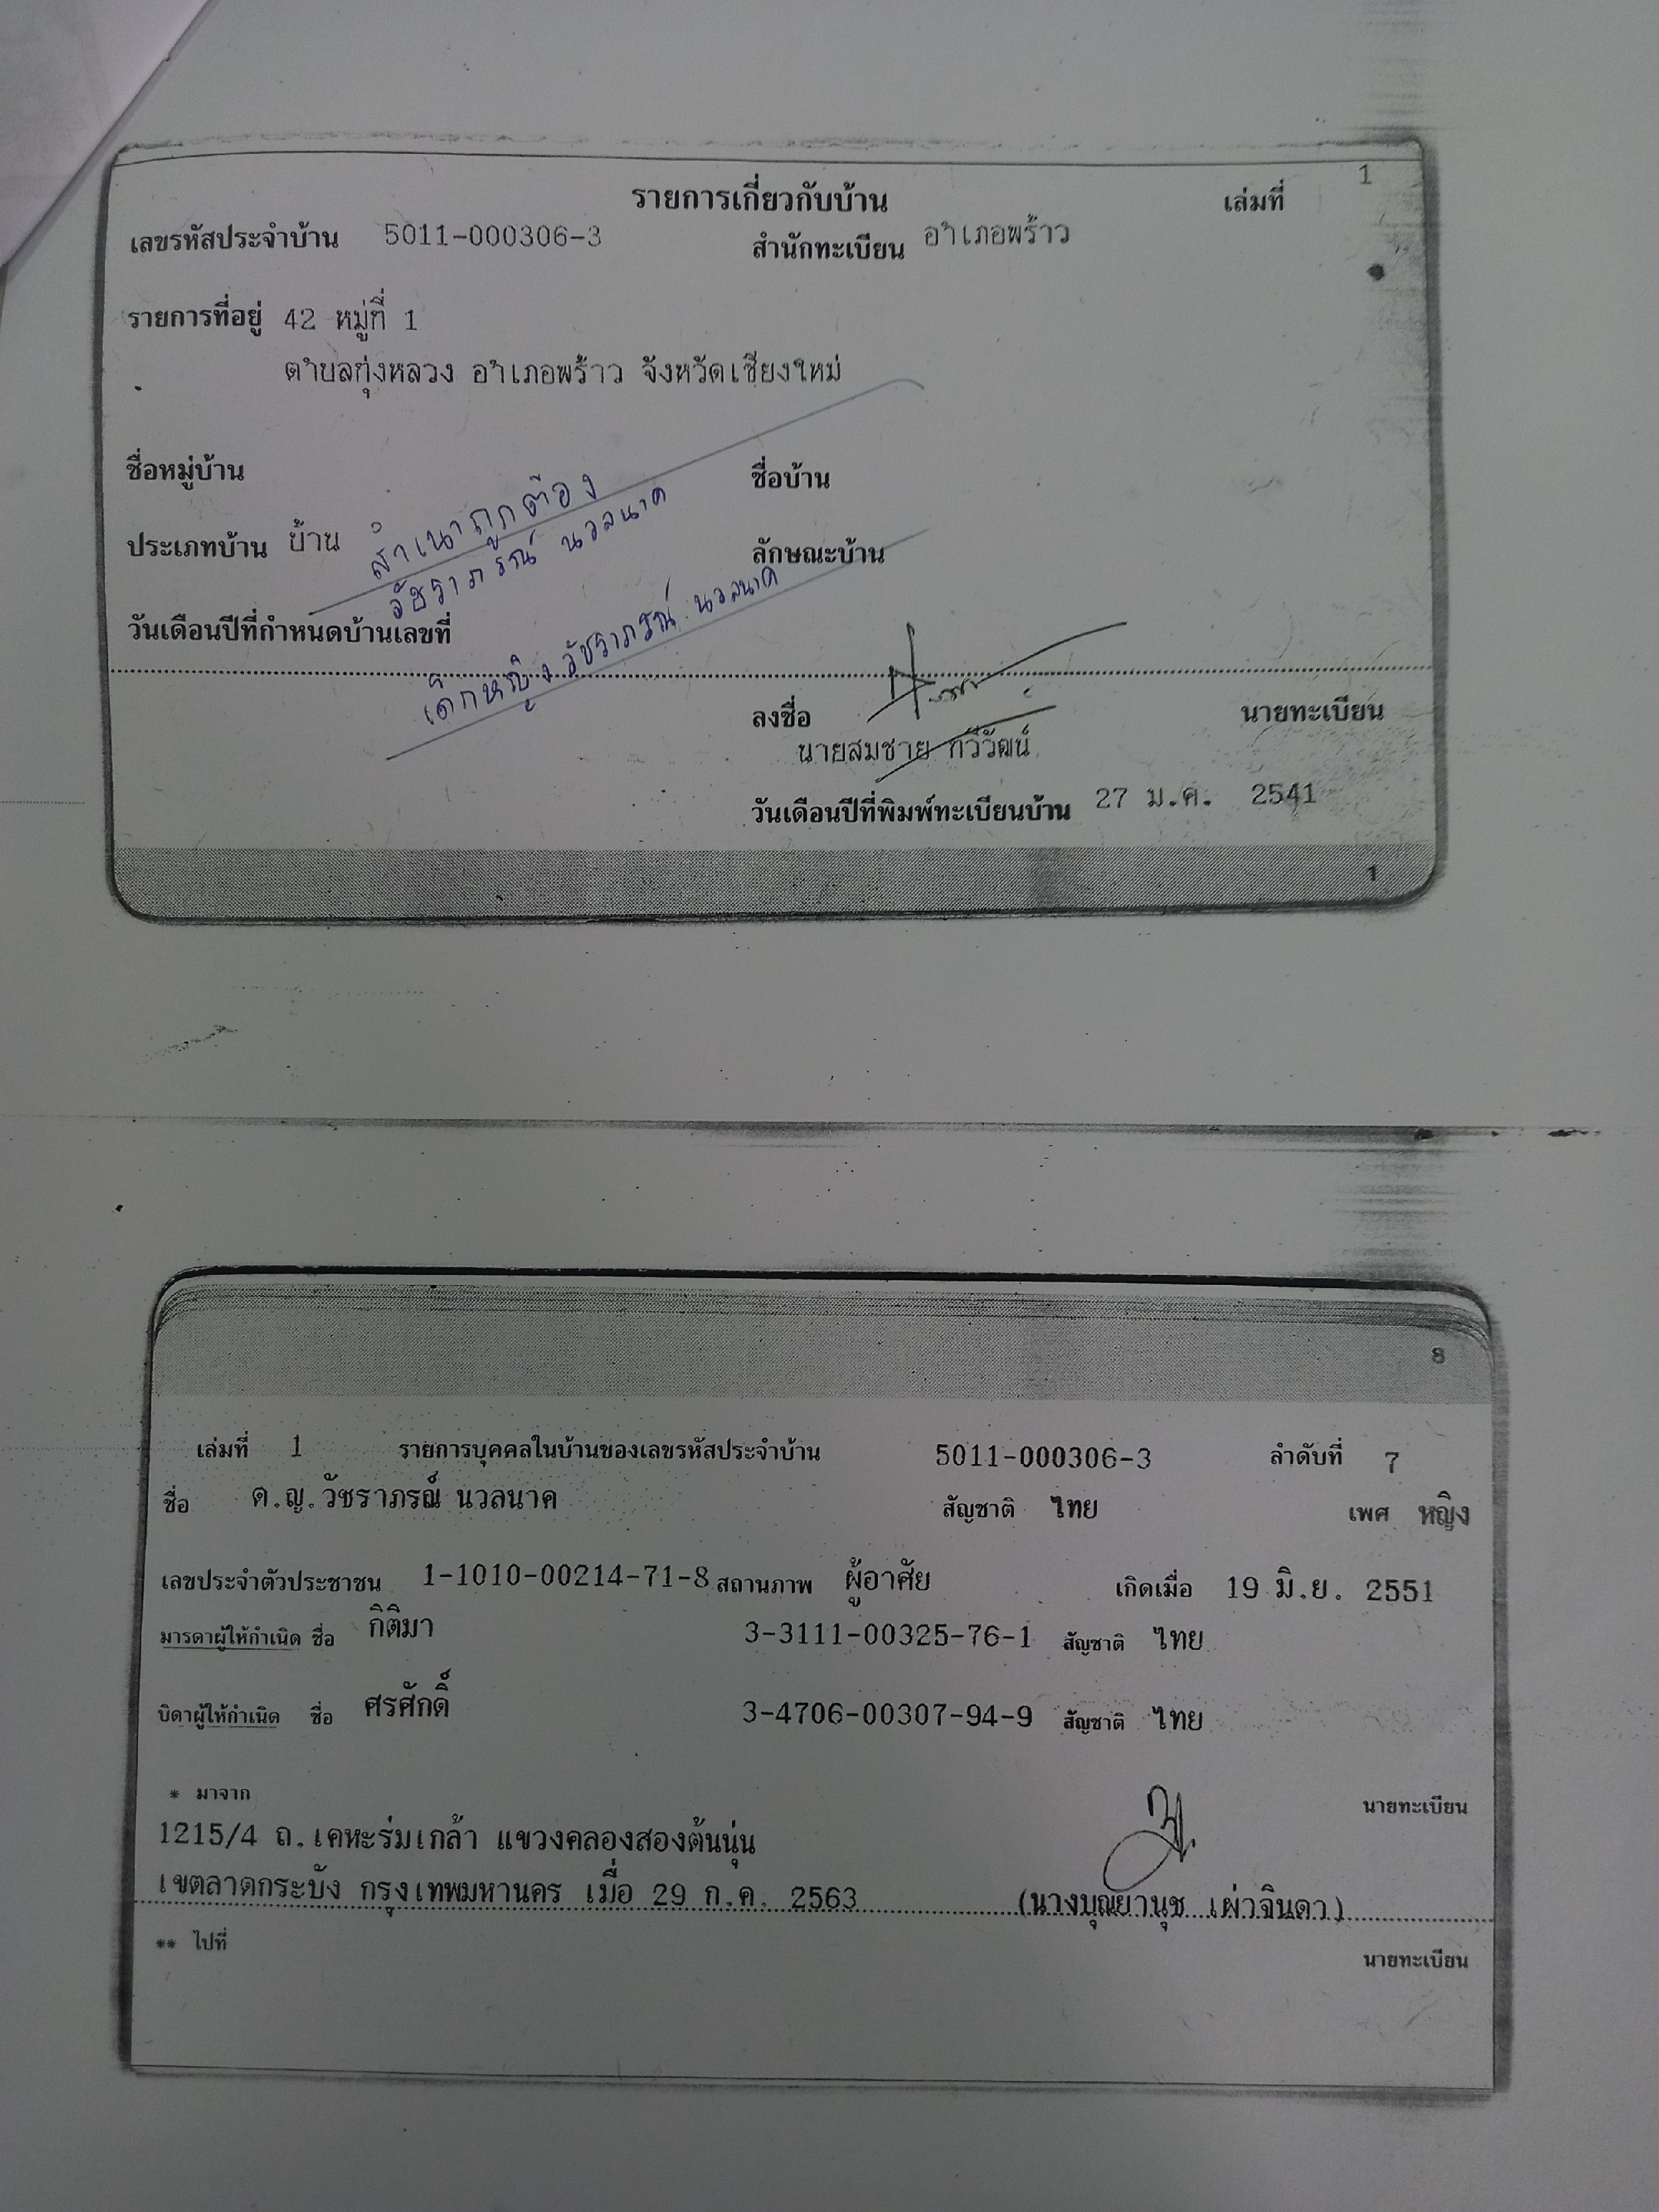 1
รายการเกี่ยวกับบ้าน เล่มที่
เลขรหัสประจำบ้าน 5011-000306-3 สำนักทะเบียน อำเภอพร้าว
รายการที่อยู่ 42 หมู่ที่ 1
ตำบลทุ่งหลวง อำเภอพร้าว จังหวัดเชียงใหม่
ชื่อหมู่บ้าน ชื่อบ้าน
สำเนาถูกต้อง
ประเภทบ้าน บ้าน ลักษณะบ้าน
วัชราภรณ์ นวลนาค
วันเดือนปีที่กำหนดบ้านเลขที่
เด็กหญิง วัชราภรณ์ นวลนาค
ลงชื่อ นายทะเบียน
นายสมชาย กวีวัฒน์
วันเดือนปีที่พิมพ์ทะเบียนบ้าน 27 ม.ค. 2541
1
8
เล่มที่ 1 รายการบุคคลในบ้านของเลขรหัสประจำบ้าน 5011-000306-3 ลำดับที่ 7
ชื่อ ด.ญ.วัชราภรณ์ นวลนาค สัญชาติ ไทย เพศ หญิง
เลขประจำตัวประชาชน 1-1010-00214-71-8 สถานภาพ ผู้อาศัย เกิดเมื่อ 19 มิ.ย. 2551
มารดาผู้ให้กำเนิด ชื่อ กิติมา 3-3111-00325-76-1 สัญชาติ ไทย
บิดาผู้ให้กำเนิด ชื่อ ศรศักดิ์ 3-4706-00307-94-9 สัญชาติ ไทย
* มาจาก นายทะเบียน
1215/4 ถ.เคหะร่มเกล้า แขวงคลองสองต้นนุ่น
เขตลาดกระบัง กรุงเทพมหานคร เมื่อ 29 ก.ค. 2563 (นางบุณยานุช เผ่าจินดา)
** ไปที่ นายทะเบียน